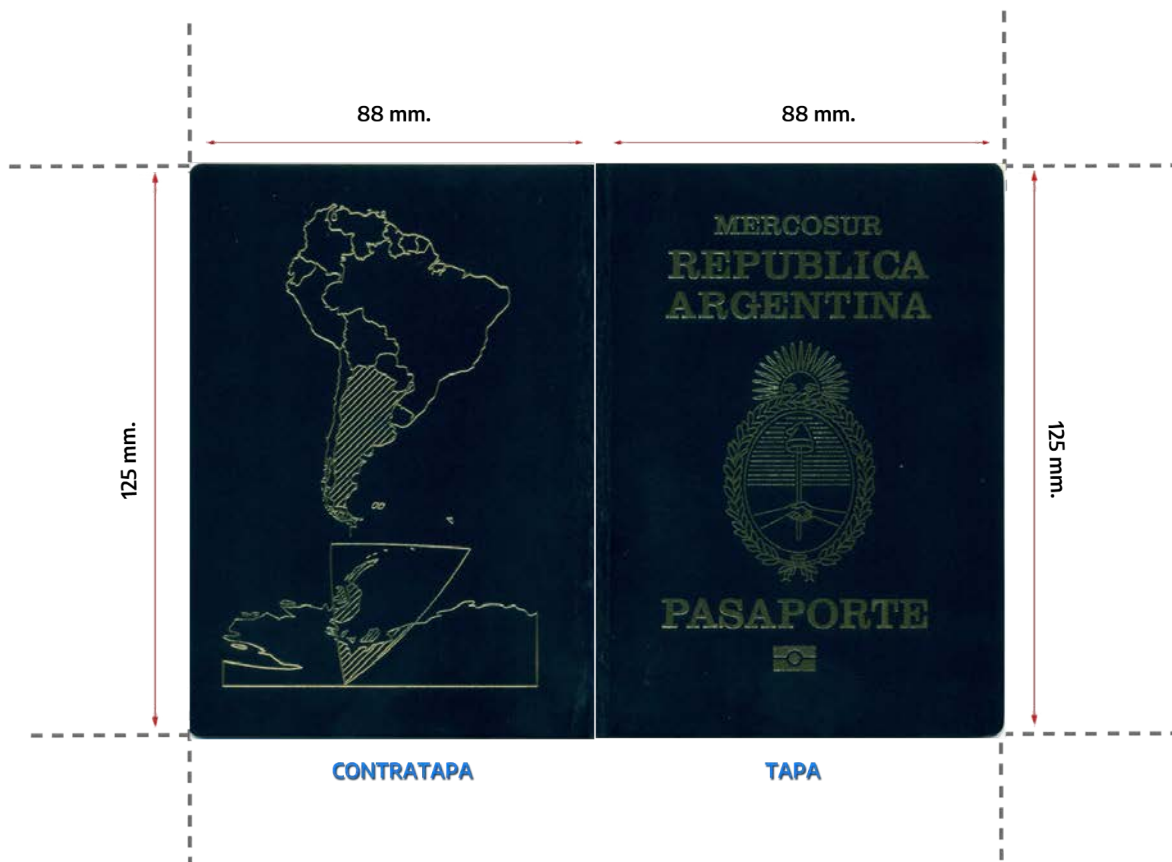 88 mm.
88 mm.
125 mm.
MERCOSUR
REPUBLICA
ARGENTINA
PASAPORTE
125 mm.
CONTRATAPA
TAPA